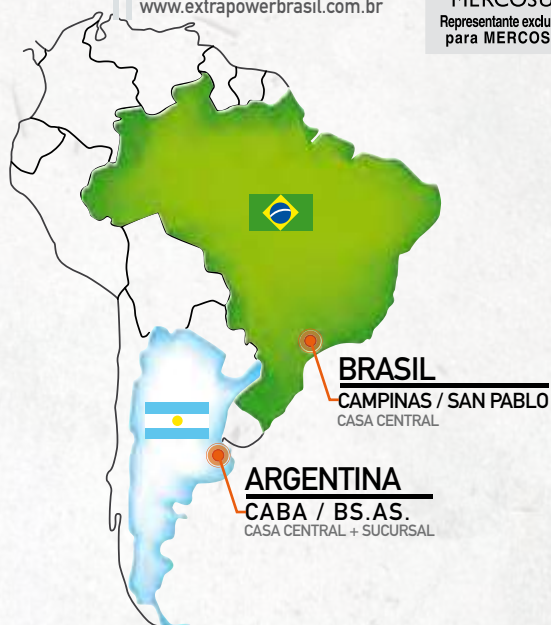 www.extrapowerbrasil.com.br
Representante
para MERCOS
BRASIL
CAMPINAS / SAN PABLO
CASA CENTRAL
ARGENTINA
CABA / BS.AS.
CASA CENTRAL + SUCURSAL